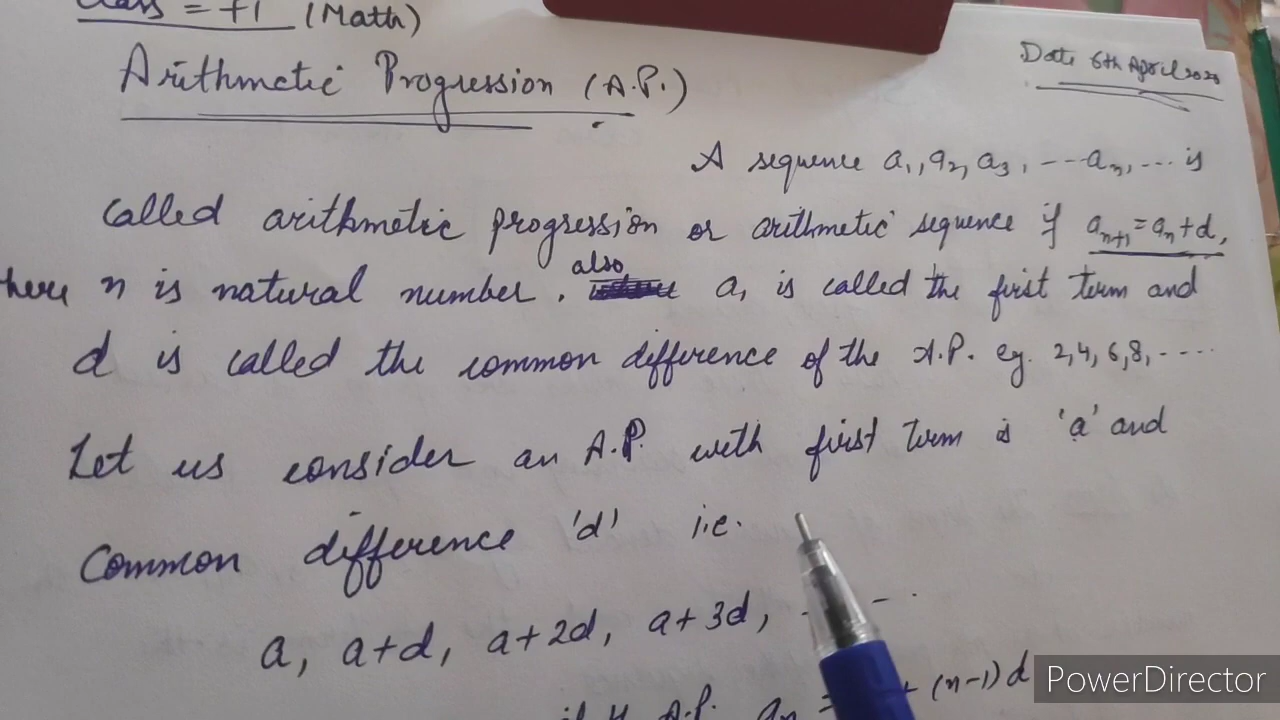 Class = +1 (Math)
Arithmetic Progression (A.P.)
Date 6th April 2020
A sequence a₁, a₂, a₃, ---- aₙ, ... is
called arithmetic progression or arithmetic sequence if aₙ₊₁ = aₙ + d,
here n is natural number. also a₁ is called the first term and
d is called the common difference of the A.P. eg. 2, 4, 6, 8, ----
Let us consider an A.P. with first term is 'a' and
Common difference 'd' i.e.
a, a+d, a+2d, a+3d, - - .
A.P. aₙ = + (n-1)d
PowerDirector